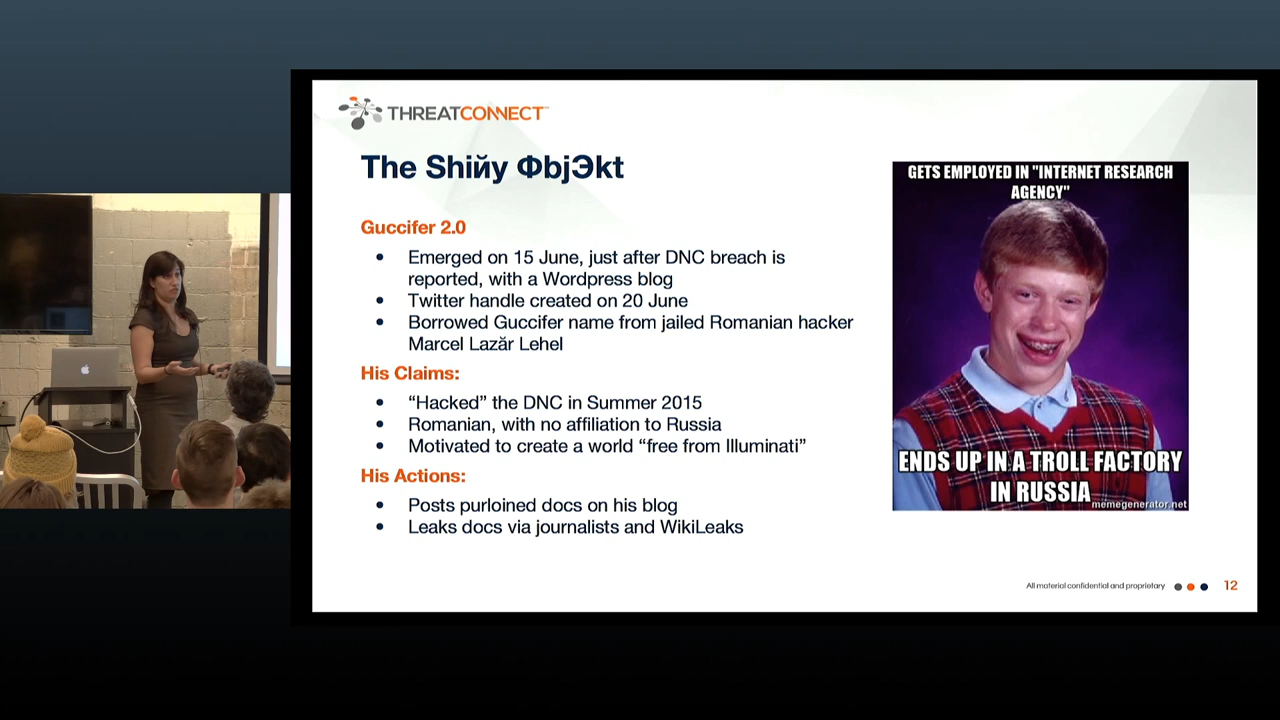 THREATCONNECT™
The Shiйy ФbjЭkt
Guccifer 2.0
• Emerged on 15 June, just after DNC breach is
reported, with a Wordpress blog
• Twitter handle created on 20 June
• Borrowed Guccifer name from jailed Romanian hacker
Marcel Lazăr Lehel
His Claims:
• “Hacked” the DNC in Summer 2015
• Romanian, with no affiliation to Russia
• Motivated to create a world “free from Illuminati”
His Actions:
• Posts purloined docs on his blog
• Leaks docs via journalists and WikiLeaks
GETS EMPLOYED IN "INTERNET RESEARCH
AGENCY"
ENDS UP IN A TROLL FACTORY
IN RUSSIA
memegenerator.net
All material confidential and proprietary
12